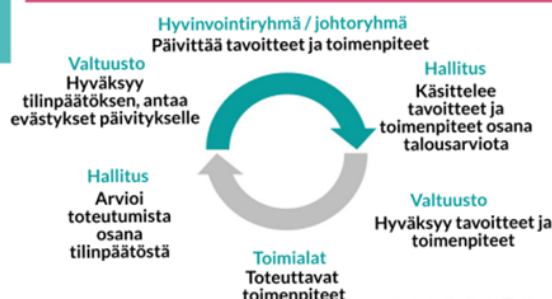 Hyvinvointiryhmä / johtoryhmä
Päivittää tavoitteet ja toimenpiteet
Hallitus
Käsittelee
tavoitteet ja
toimenpiteet osana
talousarviota
Valtuusto
Hyväksyy tavoitteet ja
toimenpiteet
Toimialat
Toteuttavat
toimenpiteet
Hallitus
Arvioi
toteutumista
osana
tilinpäätöstä
Valtuusto
Hyväksyy
tilinpäätöksen, antaa
evästykset päivitykselle